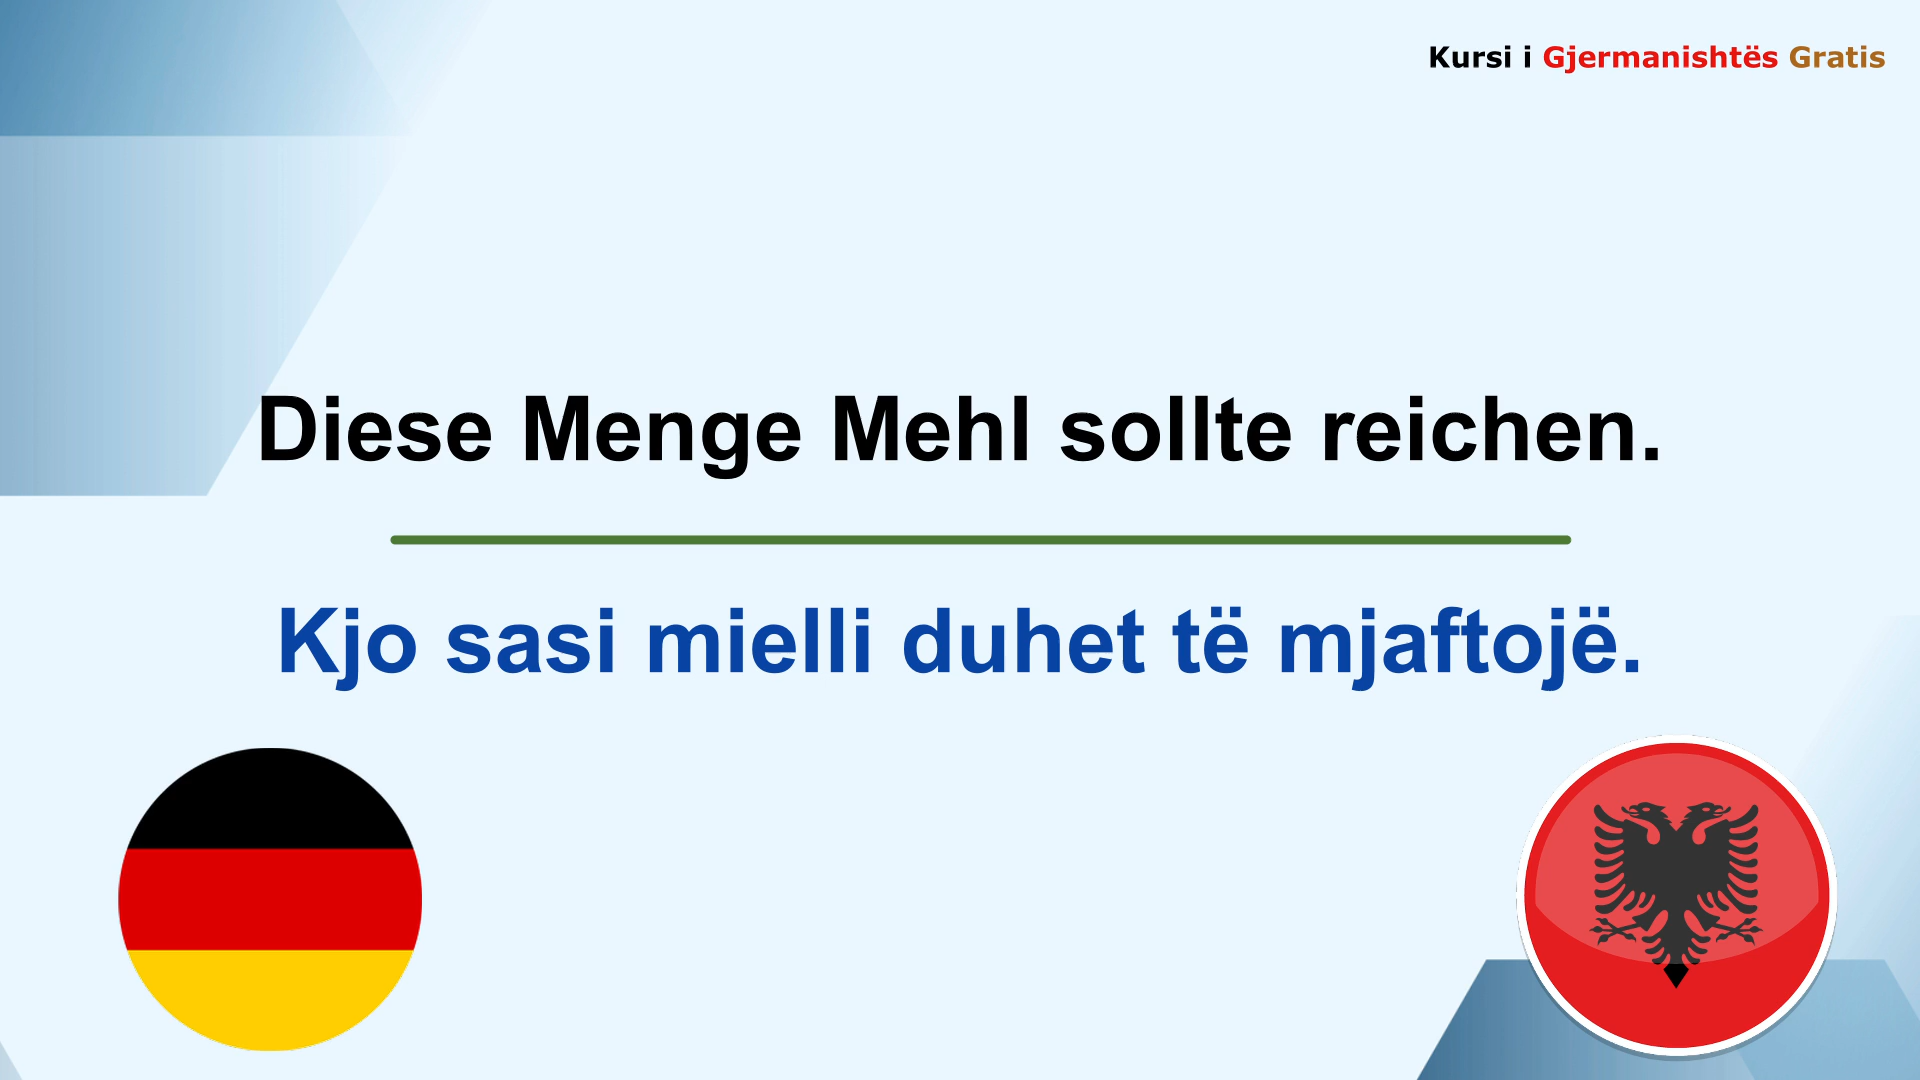 Kursi i Gjermanishtës Gratis
Diese Menge Mehl sollte reichen.
Kjo sasi mielli duhet të mjaftojë.